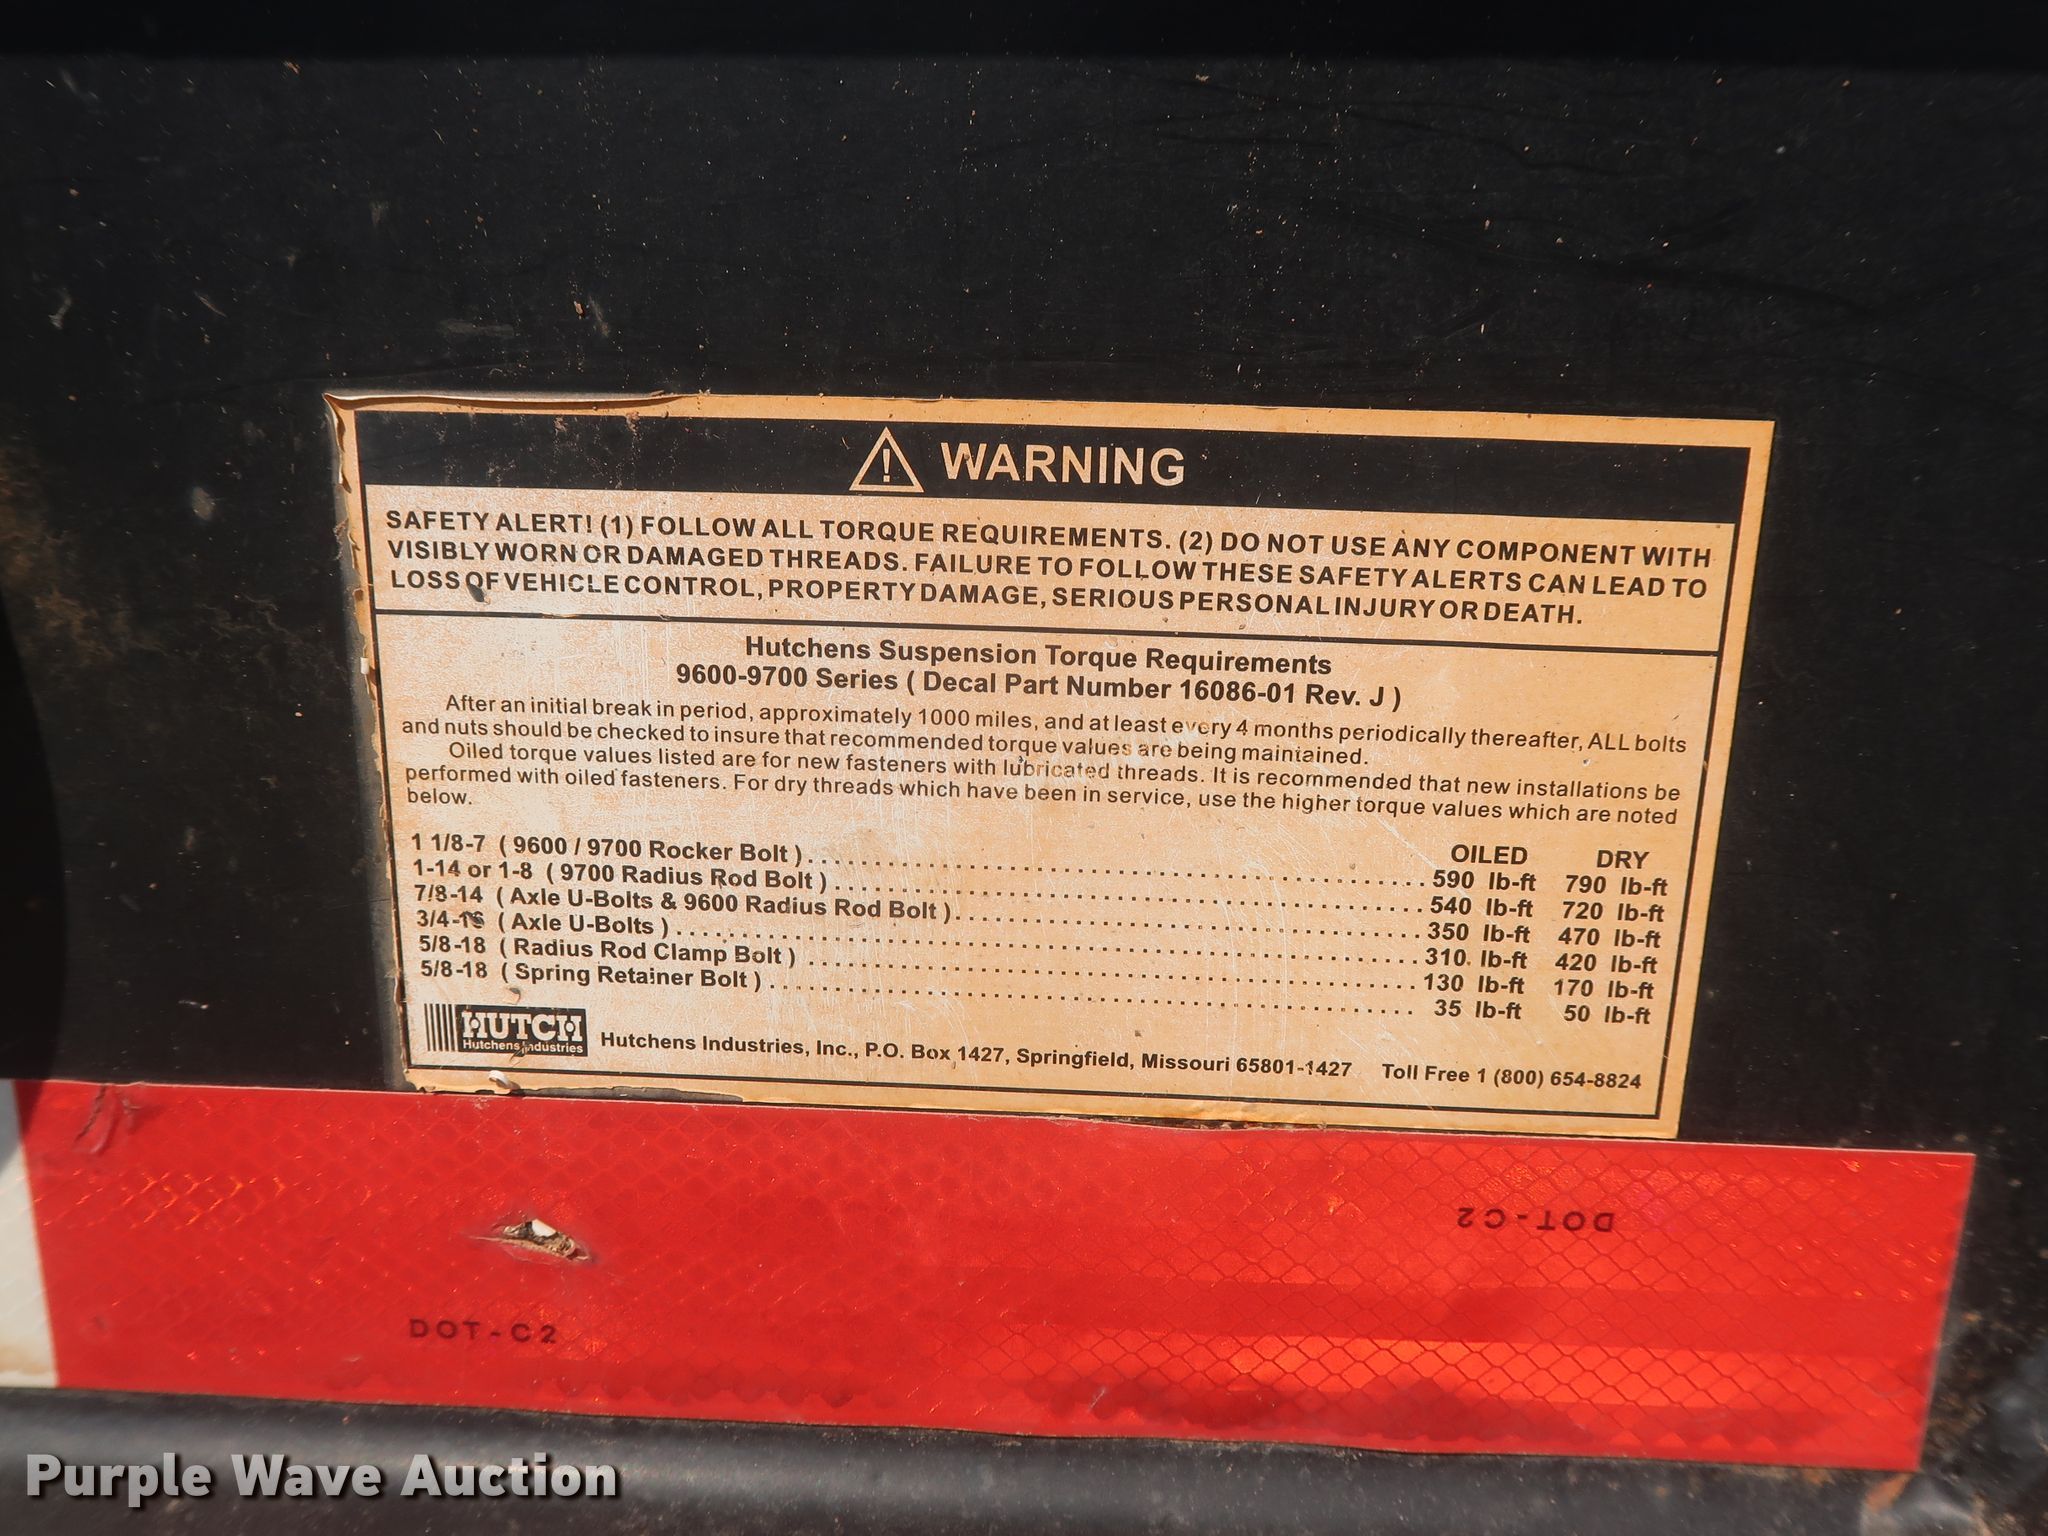 WARNING
SAFETY ALERT! (1) FOLLOW ALL TORQUE REQUIREMENTS. (2) DO NOT USE ANY COMPONENT WITH
VISIBLY WORN OR DAMAGED THREADS. FAILURE TO FOLLOW THESE SAFETY ALERTS CAN LEAD TO
LOSS OF VEHICLE CONTROL, PROPERTY DAMAGE, SERIOUS PERSONAL INJURY OR DEATH.
Hutchens Suspension Torque Requirements
9600-9700 Series ( Decal Part Number 16086-01 Rev. J )
After an initial break in period, approximately 1000 miles, and at least every 4 months periodically thereafter, ALL bolts
and nuts should be checked to insure that recommended torque values are being maintained.
Oiled torque values listed are for new fasteners with lubricated threads. It is recommended that new installations be
performed with oiled fasteners. For dry threads which have been in service, use the higher torque values which are noted
below.
OILED DRY
1 1/8-7 ( 9600 / 9700 Rocker Bolt ) 590 lb-ft 790 lb-ft
1-14 or 1-8 ( 9700 Radius Rod Bolt ) 540 lb-ft 720 lb-ft
7/8-14 ( Axle U-Bolts & 9600 Radius Rod Bolt ) 350 lb-ft 470 lb-ft
3/4-16 ( Axle U-Bolts ) 310 lb-ft 420 lb-ft
5/8-18 ( Radius Rod Clamp Bolt ) 130 lb-ft 170 lb-ft
5/8-18 ( Spring Retainer Bolt ) 35 lb-ft 50 lb-ft
HUTCH
Hutchens Industries
Hutchens Industries, Inc., P.O. Box 1427, Springfield, Missouri 65801-1427 Toll Free 1 (800) 654-8824
DOT-C2
DOT-C2
Purple Wave Auction